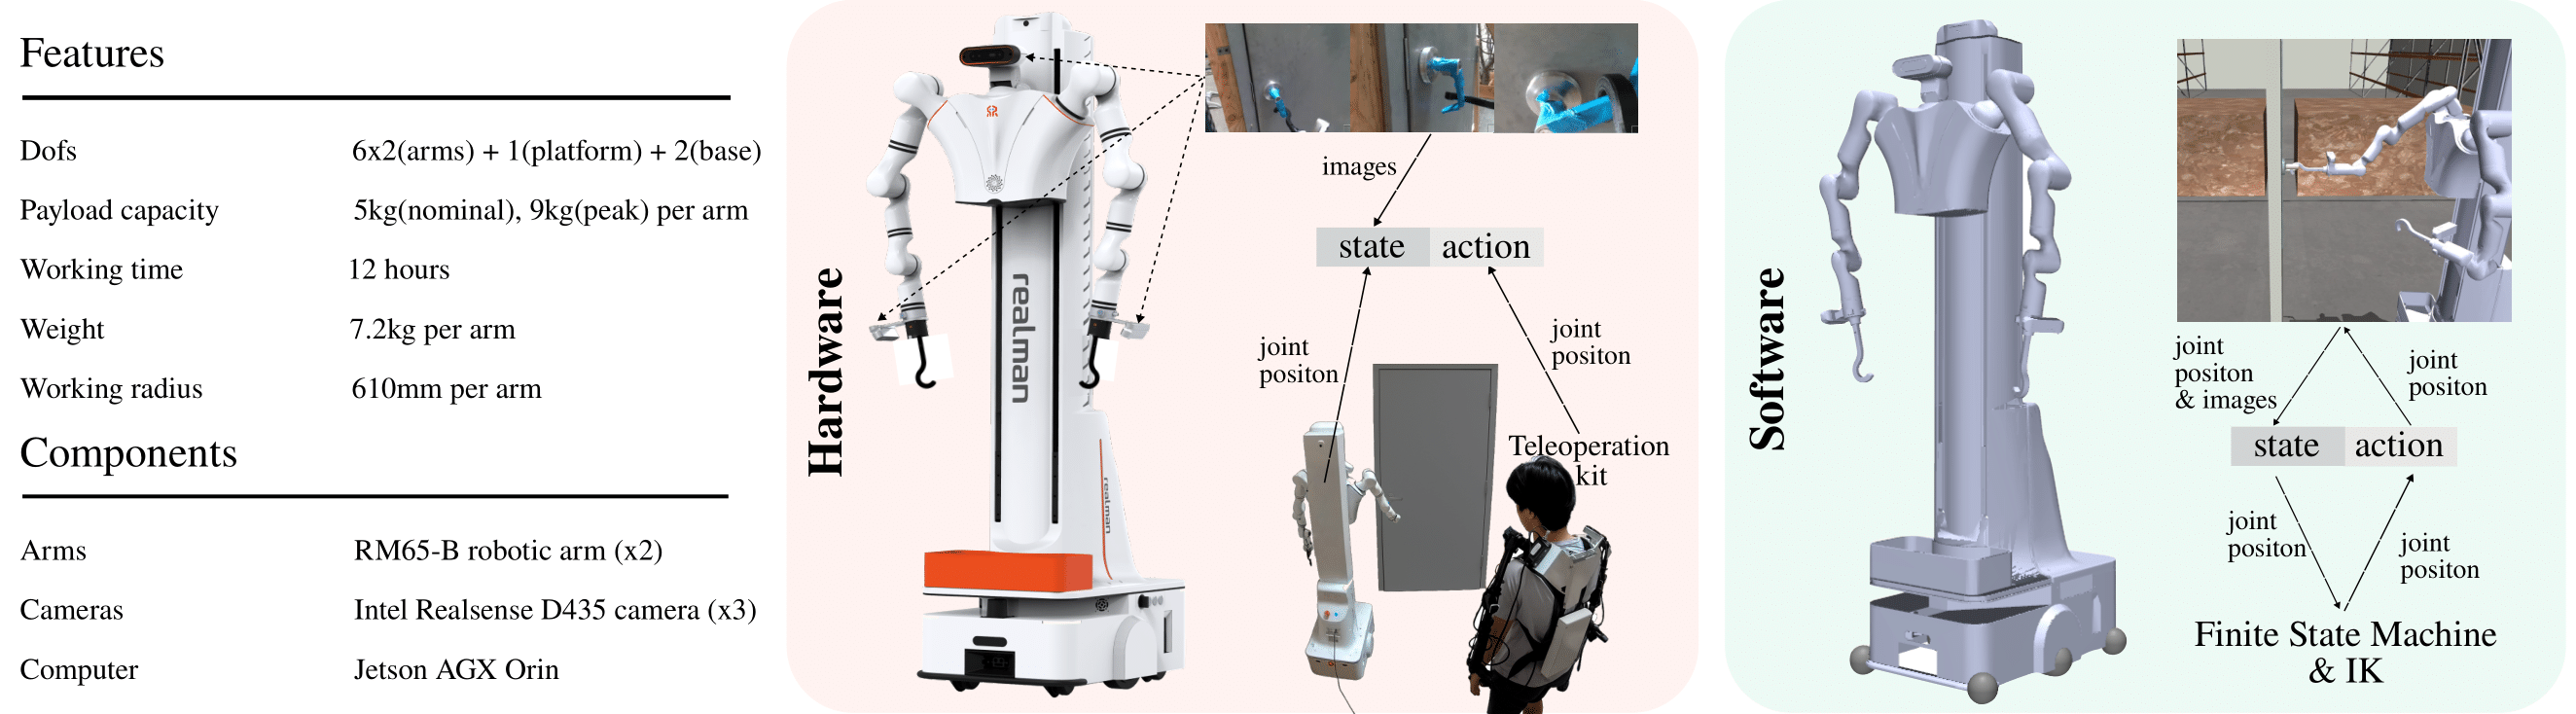 Features
Dofs 6x2(arms) + 1(platform) + 2(base)
Payload capacity 5kg(nominal), 9kg(peak) per arm
Working time 12 hours
Weight 7.2kg per arm
Working radius 610mm per arm
Components
Arms RM65-B robotic arm (x2)
Cameras Intel Realsense D435 camera (x3)
Computer Jetson AGX Orin
Hardware
realman
realman
images
state action
joint
positon
joint
positon
Teleoperation
kit
Software
joint
positon
& images
joint
positon
state action
joint
positon
joint
positon
Finite State Machine
& IK